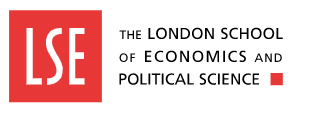 LSE
THE LONDON SCHOOL
OF ECONOMICS AND
POLITICAL SCIENCE